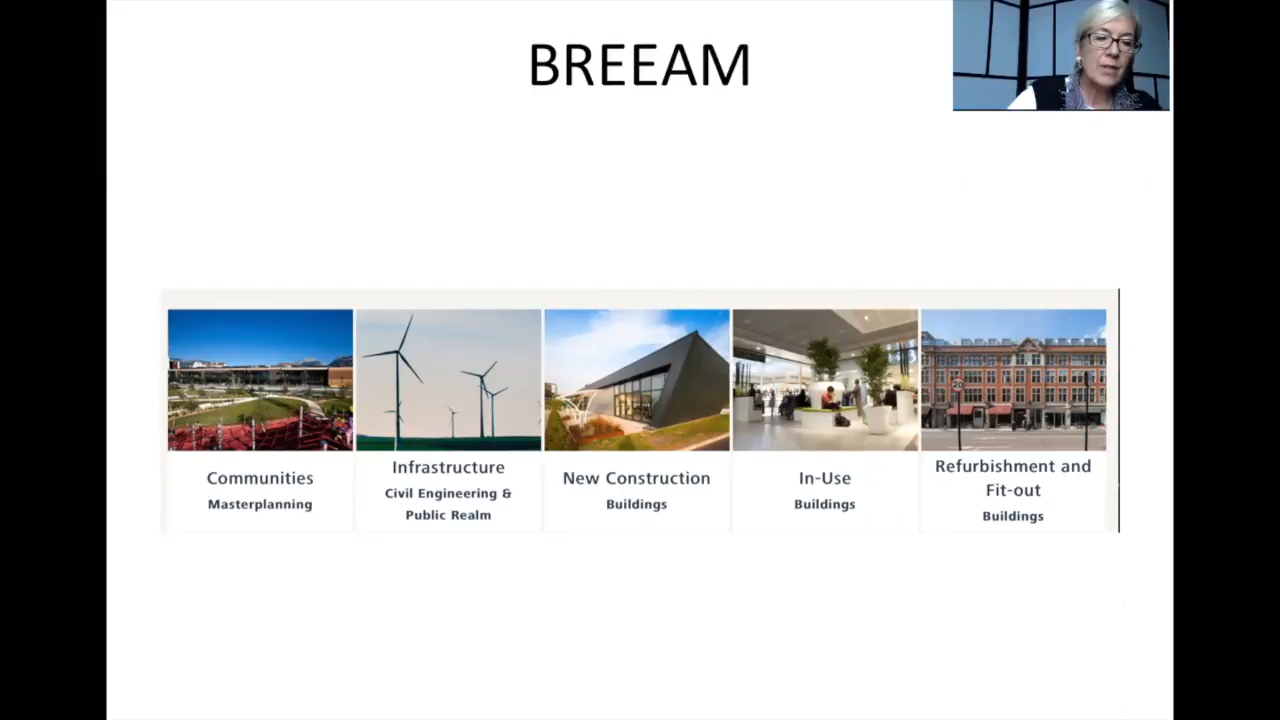 BREEAM
Communities
Masterplanning
Infrastructure
Civil Engineering &
Public Realm
New Construction
Buildings
In-Use
Buildings
Refurbishment and
Fit-out
Buildings
20